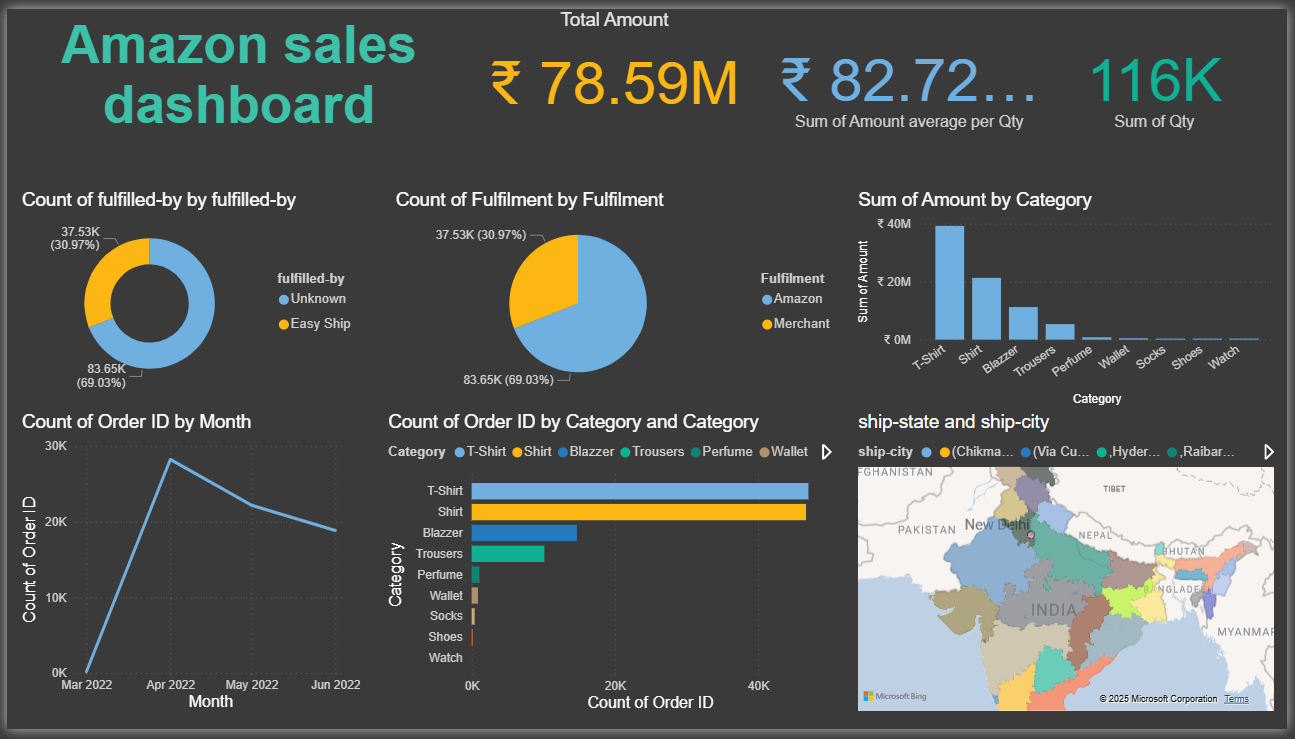 Amazon sales
dashboard
Total Amount
₹ 78.59M
₹ 82.72…
Sum of Amount average per Qty
116K
Sum of Qty
Count of fulfilled-by by fulfilled-by
37.53K
(30.97%)
83.65K
(69.03%)
fulfilled-by
Unknown
Easy Ship
Count of Fulfilment by Fulfilment
37.53K (30.97%)
83.65K (69.03%)
Fulfilment
Amazon
Merchant
Sum of Amount by Category
Sum of Amount
₹ 40M
₹ 20M
₹ 0M
T-Shirt
Shirt
Blazzer
Trousers
Perfume
Wallet
Socks
Shoes
Watch
Category
Count of Order ID by Month
Count of Order ID
30K
20K
10K
0K
Mar 2022
Apr 2022
May 2022
Jun 2022
Month
Count of Order ID by Category and Category
Category T-Shirt Shirt Blazzer Trousers Perfume Wallet
Category
T-Shirt
Shirt
Blazzer
Trousers
Perfume
Wallet
Socks
Shoes
Watch
0K
20K
40K
Count of Order ID
ship-state and ship-city
ship-city (Chikma… (Via Cu… ,Hyder… ,Raibar…
FGHANISTAN
TIBET
PAKISTAN
New Delhi
NEPAL
BHUTAN
BANGLADESH
INDIA
MYANMAR
Microsoft Bing
© 2025 Microsoft Corporation Terms